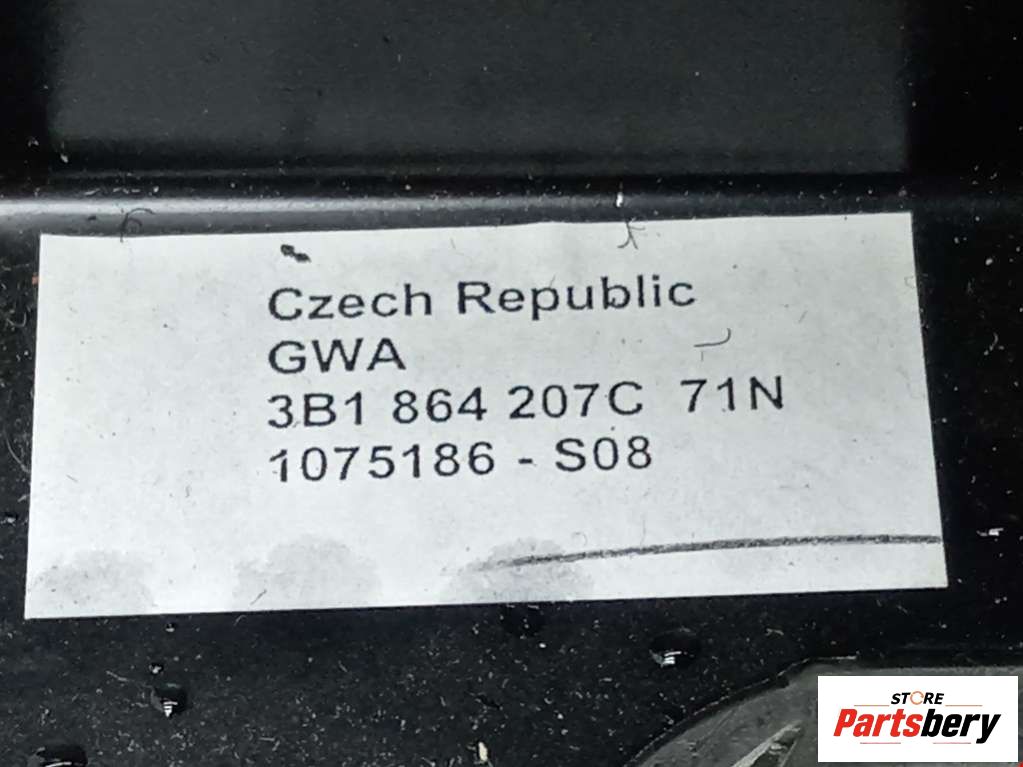 Czech Republic
GWA
3B1 864 207C 71N
1075186 - S08
STORE
Partsbery